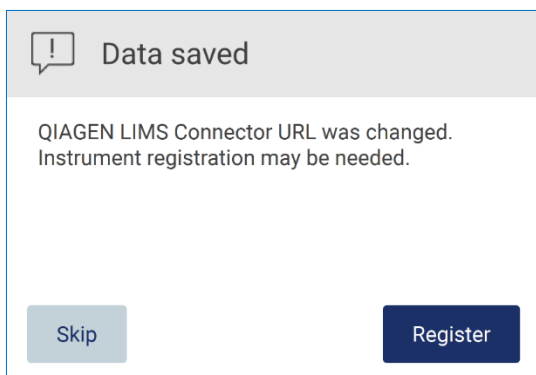 Data saved
QIAGEN LIMS Connector URL was changed.
Instrument registration may be needed.
Skip
Register